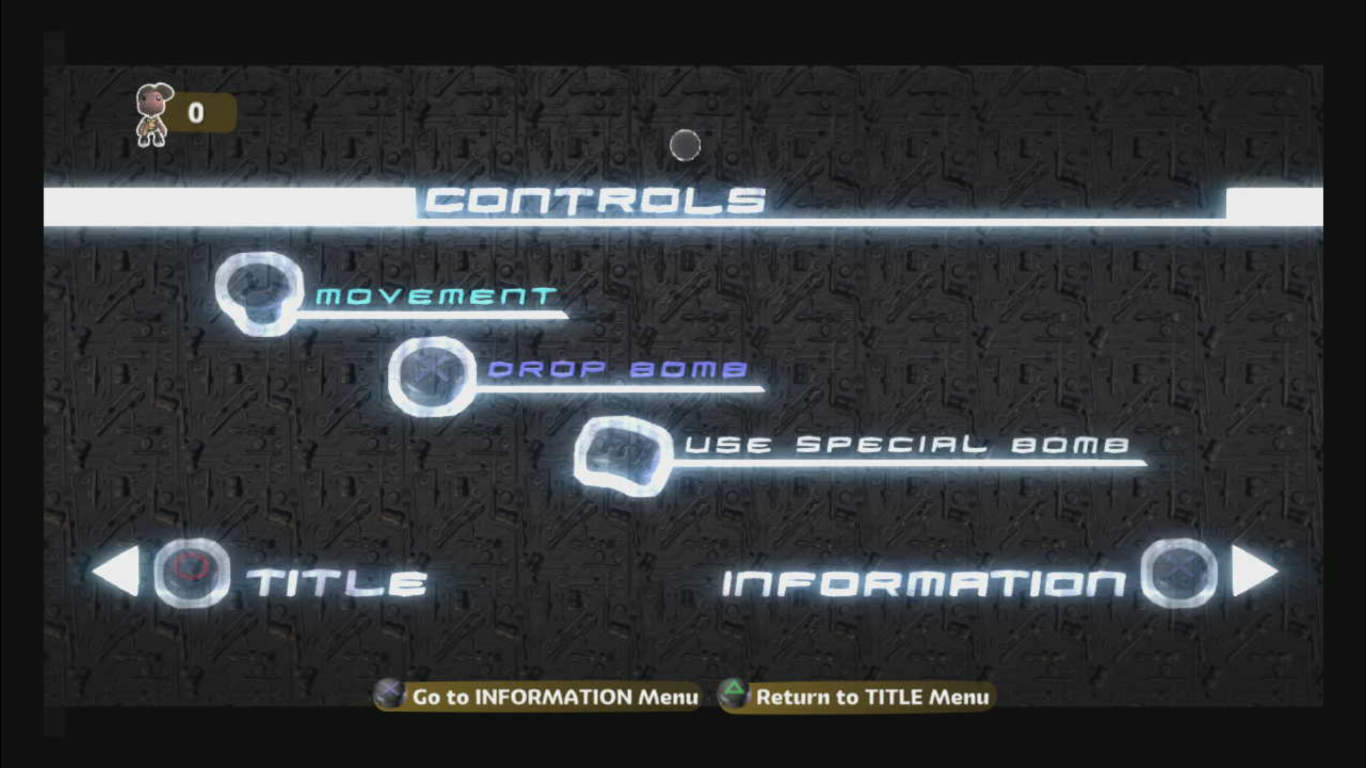 0
CONTROLS
MOVEMENT
DROP BOMB
USE SPECIAL BOMB
TITLE
INFORMATION
Go to INFORMATION Menu
Return to TITLE Menu